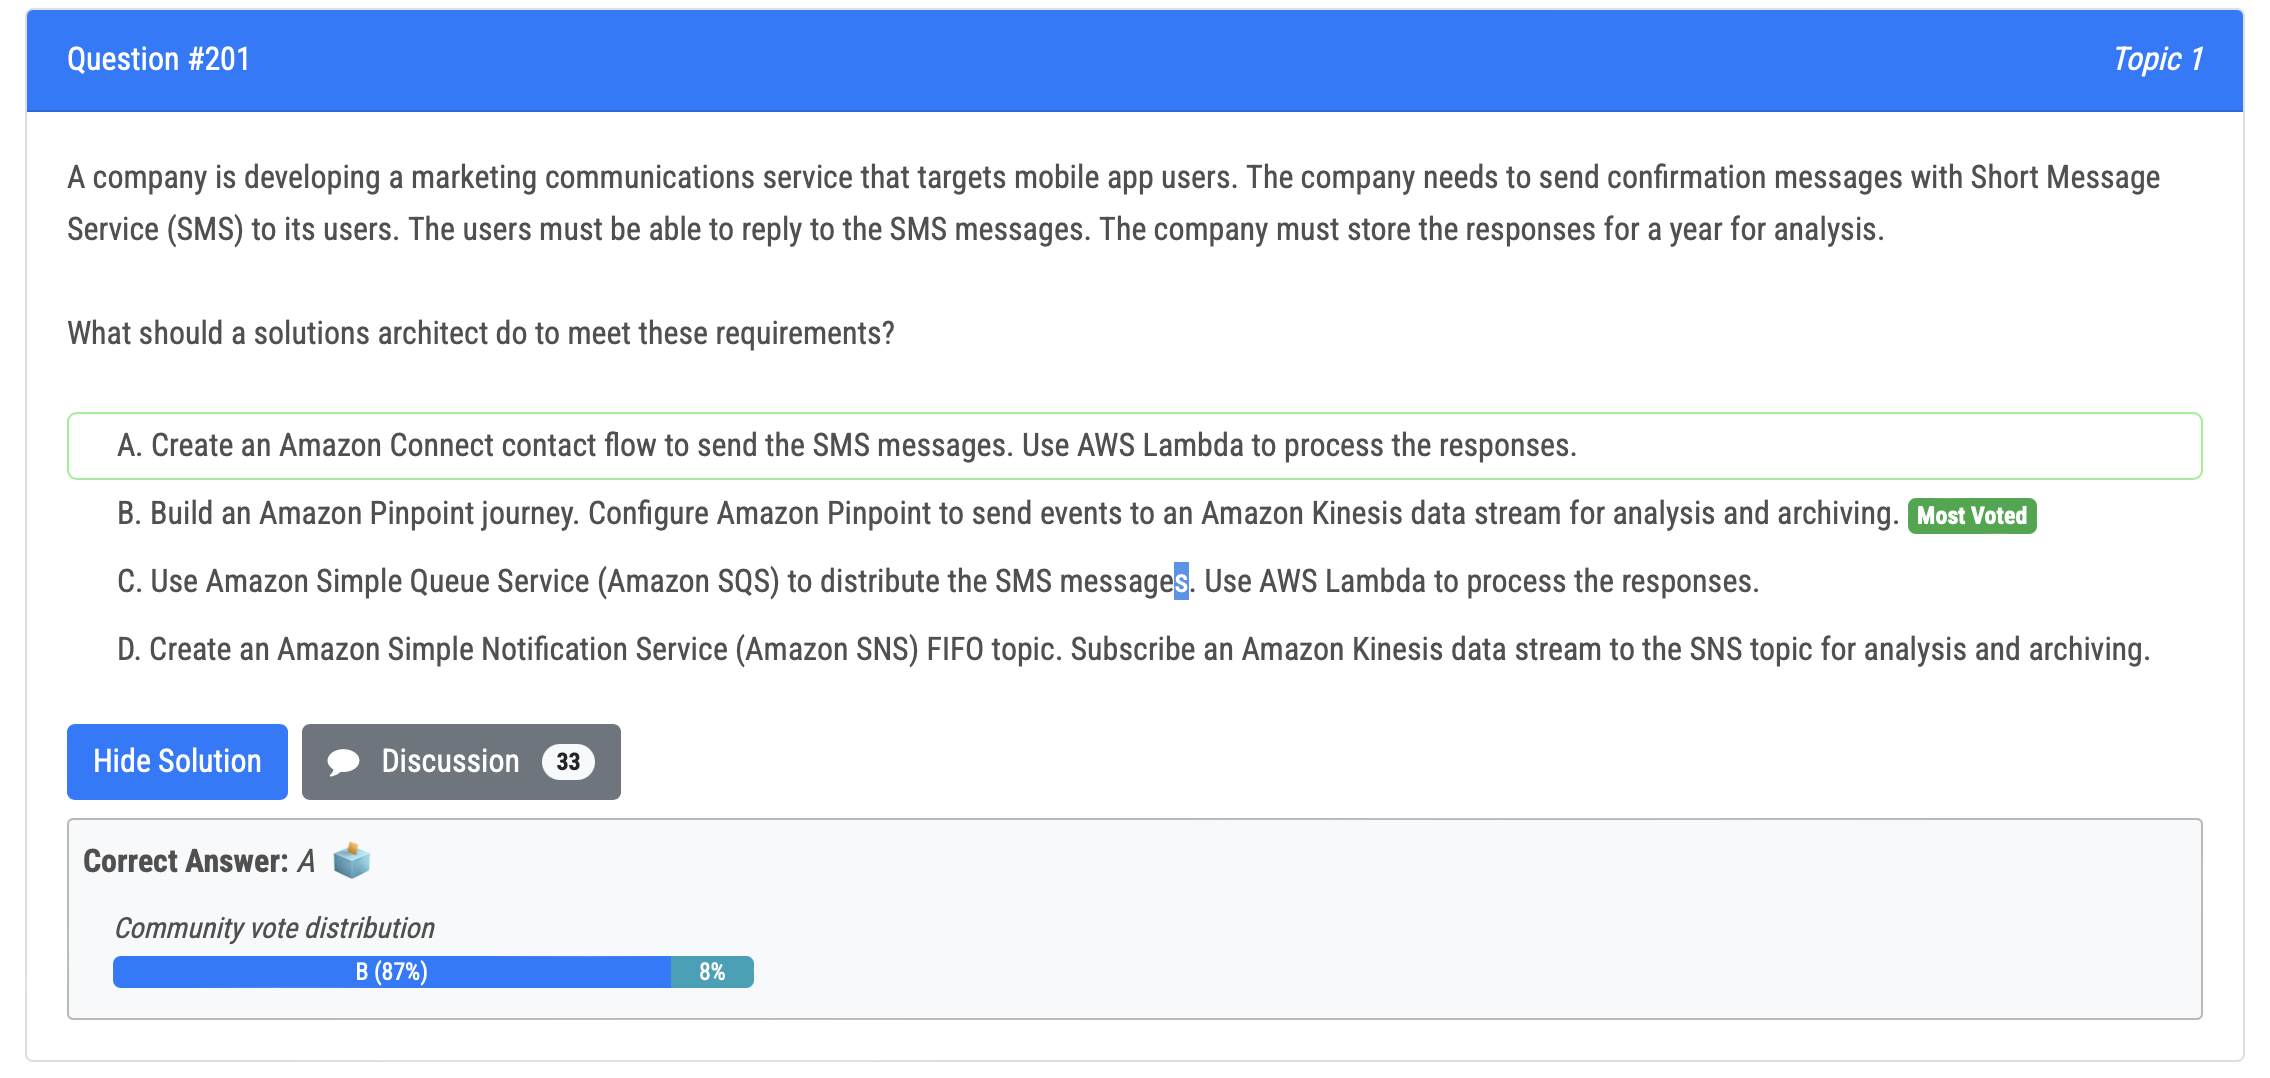 Question #201
Topic 1
A company is developing a marketing communications service that targets mobile app users. The company needs to send confirmation messages with Short Message
Service (SMS) to its users. The users must be able to reply to the SMS messages. The company must store the responses for a year for analysis.
What should a solutions architect do to meet these requirements?
A. Create an Amazon Connect contact flow to send the SMS messages. Use AWS Lambda to process the responses.
B. Build an Amazon Pinpoint journey. Configure Amazon Pinpoint to send events to an Amazon Kinesis data stream for analysis and archiving. Most Voted
C. Use Amazon Simple Queue Service (Amazon SQS) to distribute the SMS messages. Use AWS Lambda to process the responses.
D. Create an Amazon Simple Notification Service (Amazon SNS) FIFO topic. Subscribe an Amazon Kinesis data stream to the SNS topic for analysis and archiving.
Hide Solution
Discussion 33
Correct Answer: A
Community vote distribution
B (87%) 8%